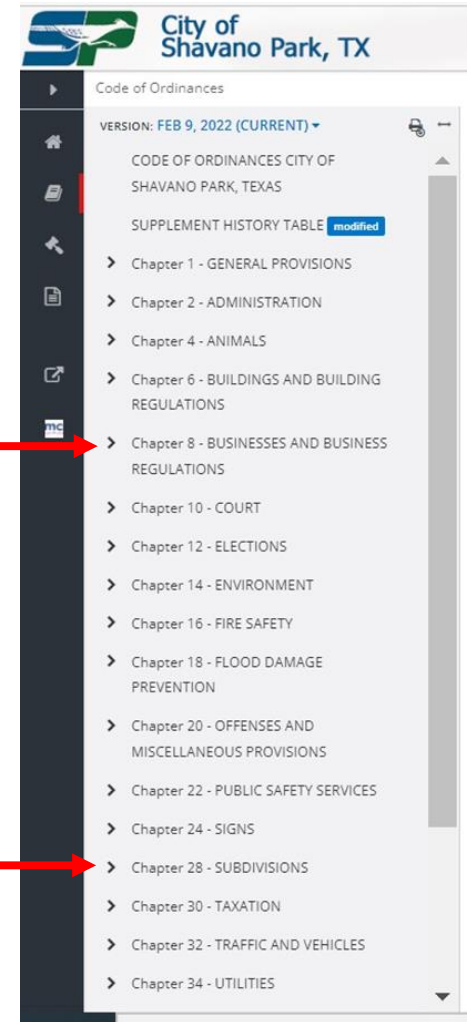 City of
Shavano Park, TX
Code of Ordinances
VERSION: FEB 9, 2022 (CURRENT)
CODE OF ORDINANCES CITY OF
SHAVANO PARK, TEXAS
SUPPLEMENT HISTORY TABLE modified
Chapter 1 - GENERAL PROVISIONS
Chapter 2 - ADMINISTRATION
Chapter 4 - ANIMALS
Chapter 6 - BUILDINGS AND BUILDING
REGULATIONS
mc
Chapter 8 - BUSINESSES AND BUSINESS
REGULATIONS
Chapter 10 - COURT
Chapter 12 - ELECTIONS
Chapter 14 - ENVIRONMENT
Chapter 16 - FIRE SAFETY
Chapter 18 - FLOOD DAMAGE
PREVENTION
Chapter 20 - OFFENSES AND
MISCELLANEOUS PROVISIONS
Chapter 22 - PUBLIC SAFETY SERVICES
Chapter 24 - SIGNS
Chapter 28 - SUBDIVISIONS
Chapter 30 - TAXATION
Chapter 32 - TRAFFIC AND VEHICLES
Chapter 34 - UTILITIES